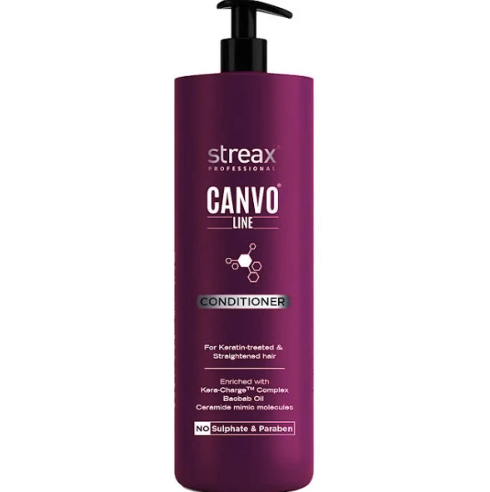 streax
PROFESSIONAL
CANVO®
LINE
CONDITIONER
For Keratin-treated &
Straightened hair
Enriched with
Kera-Charge™ Complex
Baobab Oil
Ceramide mimic molecules
NO Sulphate & Paraben